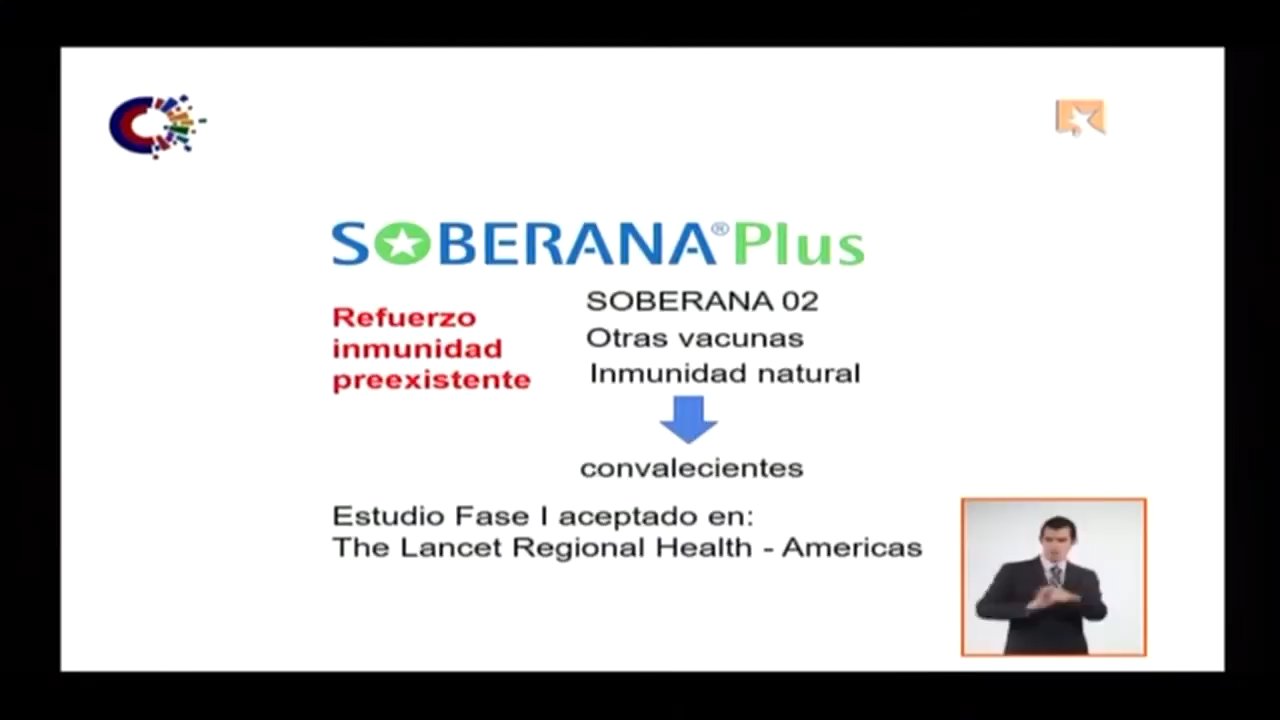 SOBERANA® Plus
Refuerzo
inmunidad
preexistente
SOBERANA 02
Otras vacunas
Inmunidad natural
convalecientes
Estudio Fase I aceptado en:
The Lancet Regional Health - Americas